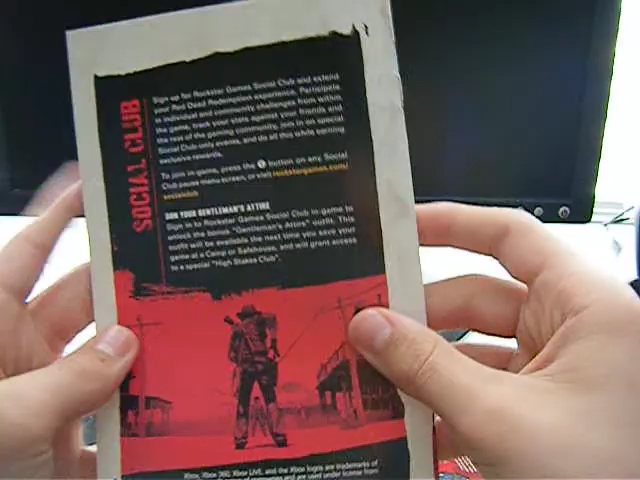 SOCIAL CLUB
Sign up for Rockstar Games Social Club and extend
your Red Dead Redemption experience. Participate
in individual and community challenges from within
the game, track your stats against your friends and
the rest of the gaming community, join in on special
Social Club-only events, and do all this while earning
exclusive rewards.
To join in-game, press the button on any Social
Club pause menu screen, or visit rockstargames.com/
socialclub
DON YOUR GENTLEMAN'S ATTIRE
Sign in to Rockstar Games Social Club in-game to
unlock the bonus "Gentleman's Attire" outfit. This
outfit will be available the next time you save your
game at a Camp or Safehouse, and will grant access
to a special "High Stakes Club".
Xbox, Xbox 360, Xbox LIVE, and the Xbox logos are trademarks of
and are used under license from